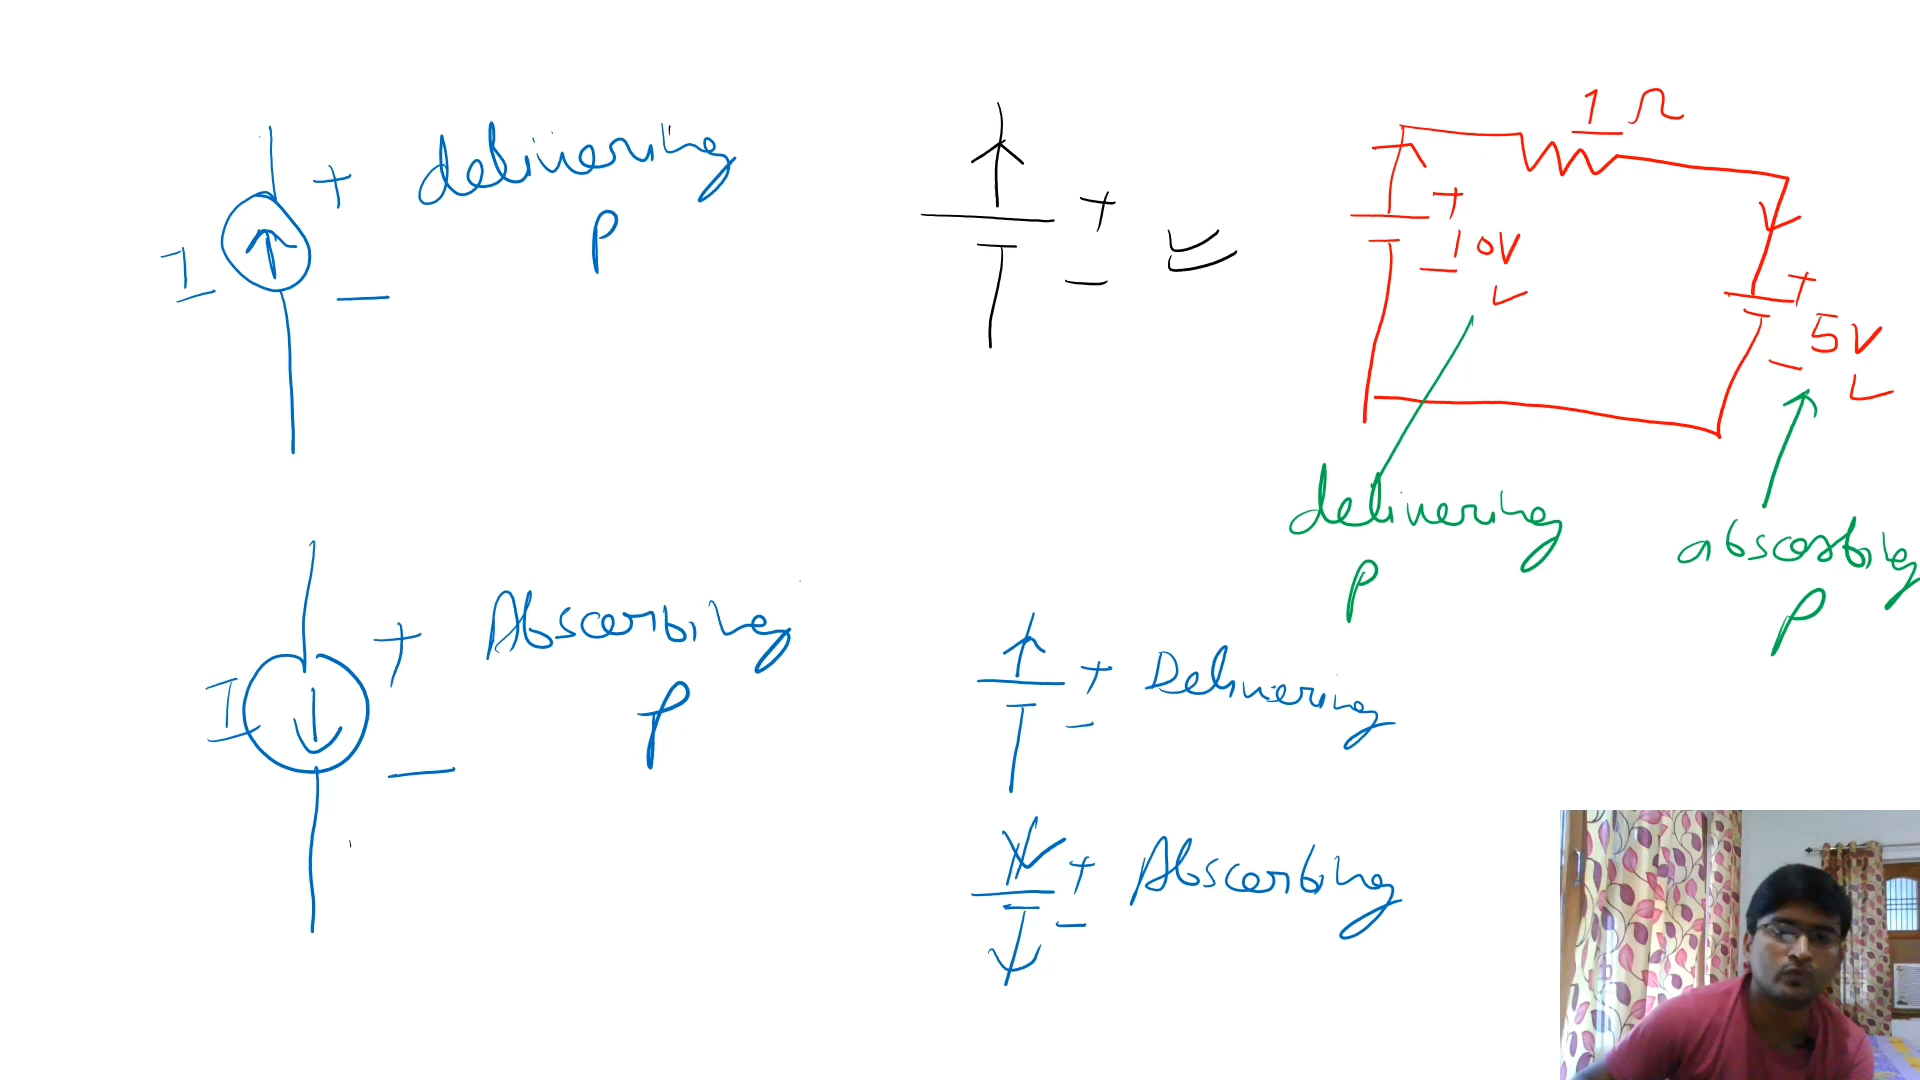 + delivering
P
I
−
+
−
1 Ω
+
10V
−
+
5V
−
delivering
P
absorbing
P
+ Absorbing
P
I
−
+ Delivering
−
+ Absorbing
−